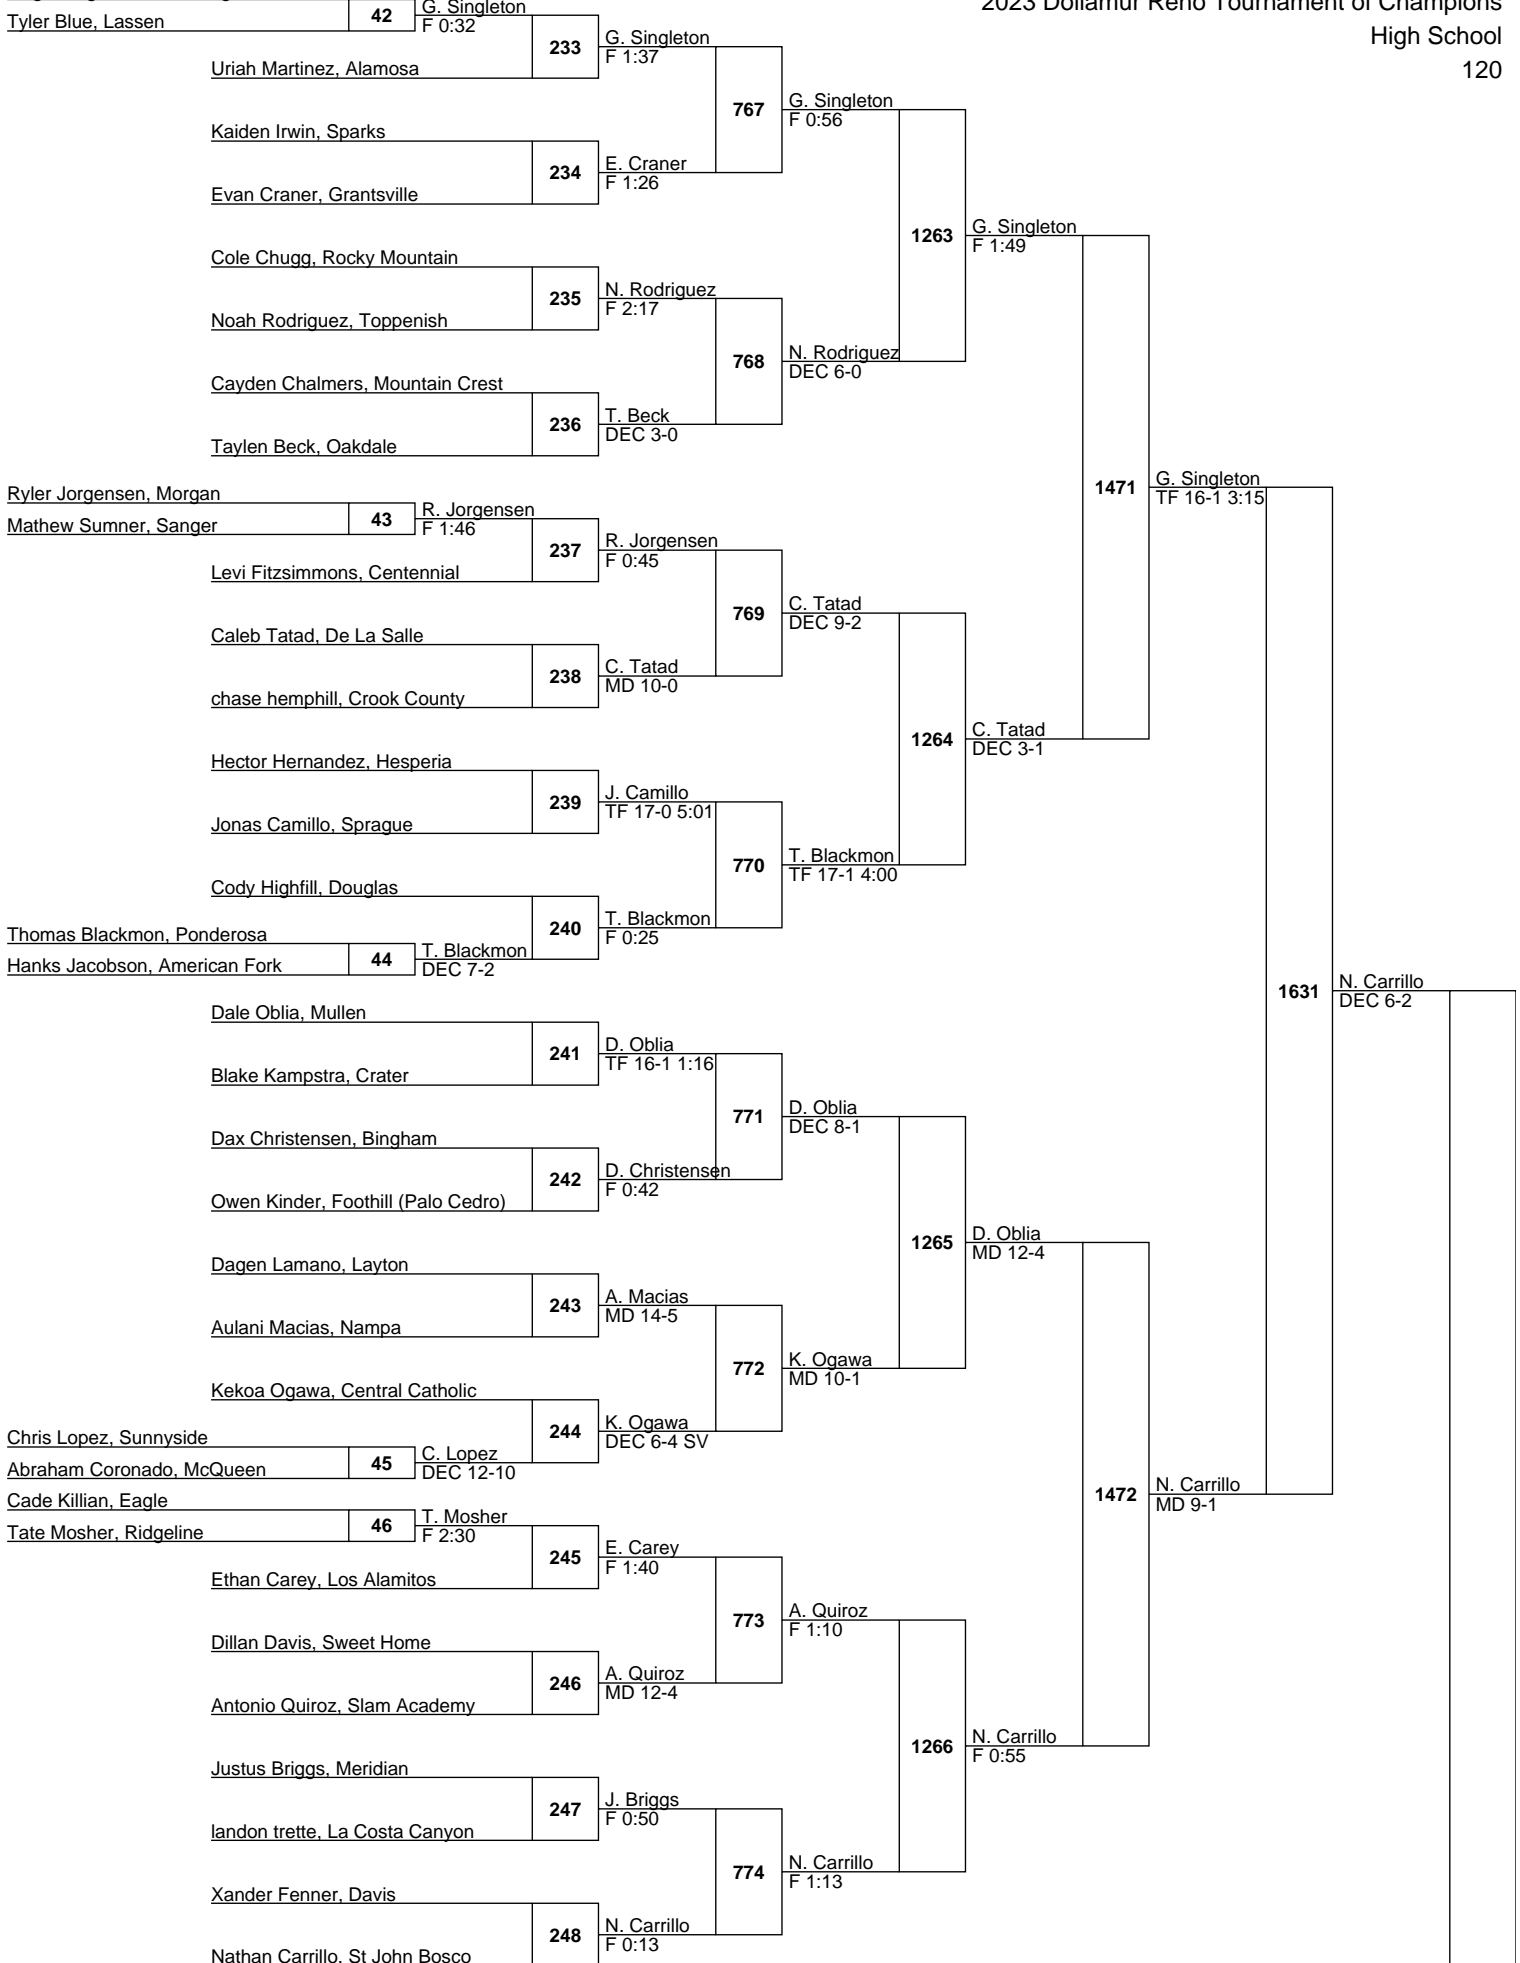 2023 Dollamur Reno Tournament of Champions
High School
120
G. Singleton
Tyler Blue, Lassen
42
F 0:32
233
G. Singleton
F 1:37
Uriah Martinez, Alamosa
767
G. Singleton
F 0:56
Kaiden Irwin, Sparks
234
E. Craner
F 1:26
Evan Craner, Grantsville
1263
G. Singleton
F 1:49
Cole Chugg, Rocky Mountain
235
N. Rodriguez
F 2:17
Noah Rodriguez, Toppenish
768
N. Rodriguez
DEC 6-0
Cayden Chalmers, Mountain Crest
236
T. Beck
DEC 3-0
Taylen Beck, Oakdale
1471
G. Singleton
TF 16-1 3:15
Ryler Jorgensen, Morgan
43
R. Jorgensen
F 1:46
Mathew Sumner, Sanger
237
R. Jorgensen
F 0:45
Levi Fitzsimmons, Centennial
769
C. Tatad
DEC 9-2
Caleb Tatad, De La Salle
238
C. Tatad
MD 10-0
chase hemphill, Crook County
1264
C. Tatad
DEC 3-1
Hector Hernandez, Hesperia
239
J. Camillo
TF 17-0 5:01
Jonas Camillo, Sprague
770
T. Blackmon
TF 17-1 4:00
Cody Highfill, Douglas
240
T. Blackmon
F 0:25
Thomas Blackmon, Ponderosa
44
T. Blackmon
DEC 7-2
Hanks Jacobson, American Fork
1631
N. Carrillo
DEC 6-2
Dale Oblia, Mullen
241
D. Oblia
TF 16-1 1:16
Blake Kampstra, Crater
771
D. Oblia
DEC 8-1
Dax Christensen, Bingham
242
D. Christensen
F 0:42
Owen Kinder, Foothill (Palo Cedro)
1265
D. Oblia
MD 12-4
Dagen Lamano, Layton
243
A. Macias
MD 14-5
Aulani Macias, Nampa
772
K. Ogawa
MD 10-1
Kekoa Ogawa, Central Catholic
244
K. Ogawa
DEC 6-4 SV
Chris Lopez, Sunnyside
45
C. Lopez
DEC 12-10
Abraham Coronado, McQueen
1472
N. Carrillo
MD 9-1
Cade Killian, Eagle
46
T. Mosher
F 2:30
Tate Mosher, Ridgeline
245
E. Carey
F 1:40
Ethan Carey, Los Alamitos
773
A. Quiroz
F 1:10
Dillan Davis, Sweet Home
246
A. Quiroz
MD 12-4
Antonio Quiroz, Slam Academy
1266
N. Carrillo
F 0:55
Justus Briggs, Meridian
247
J. Briggs
F 0:50
landon trette, La Costa Canyon
774
N. Carrillo
F 1:13
Xander Fenner, Davis
248
N. Carrillo
F 0:13
Nathan Carrillo, St John Bosco